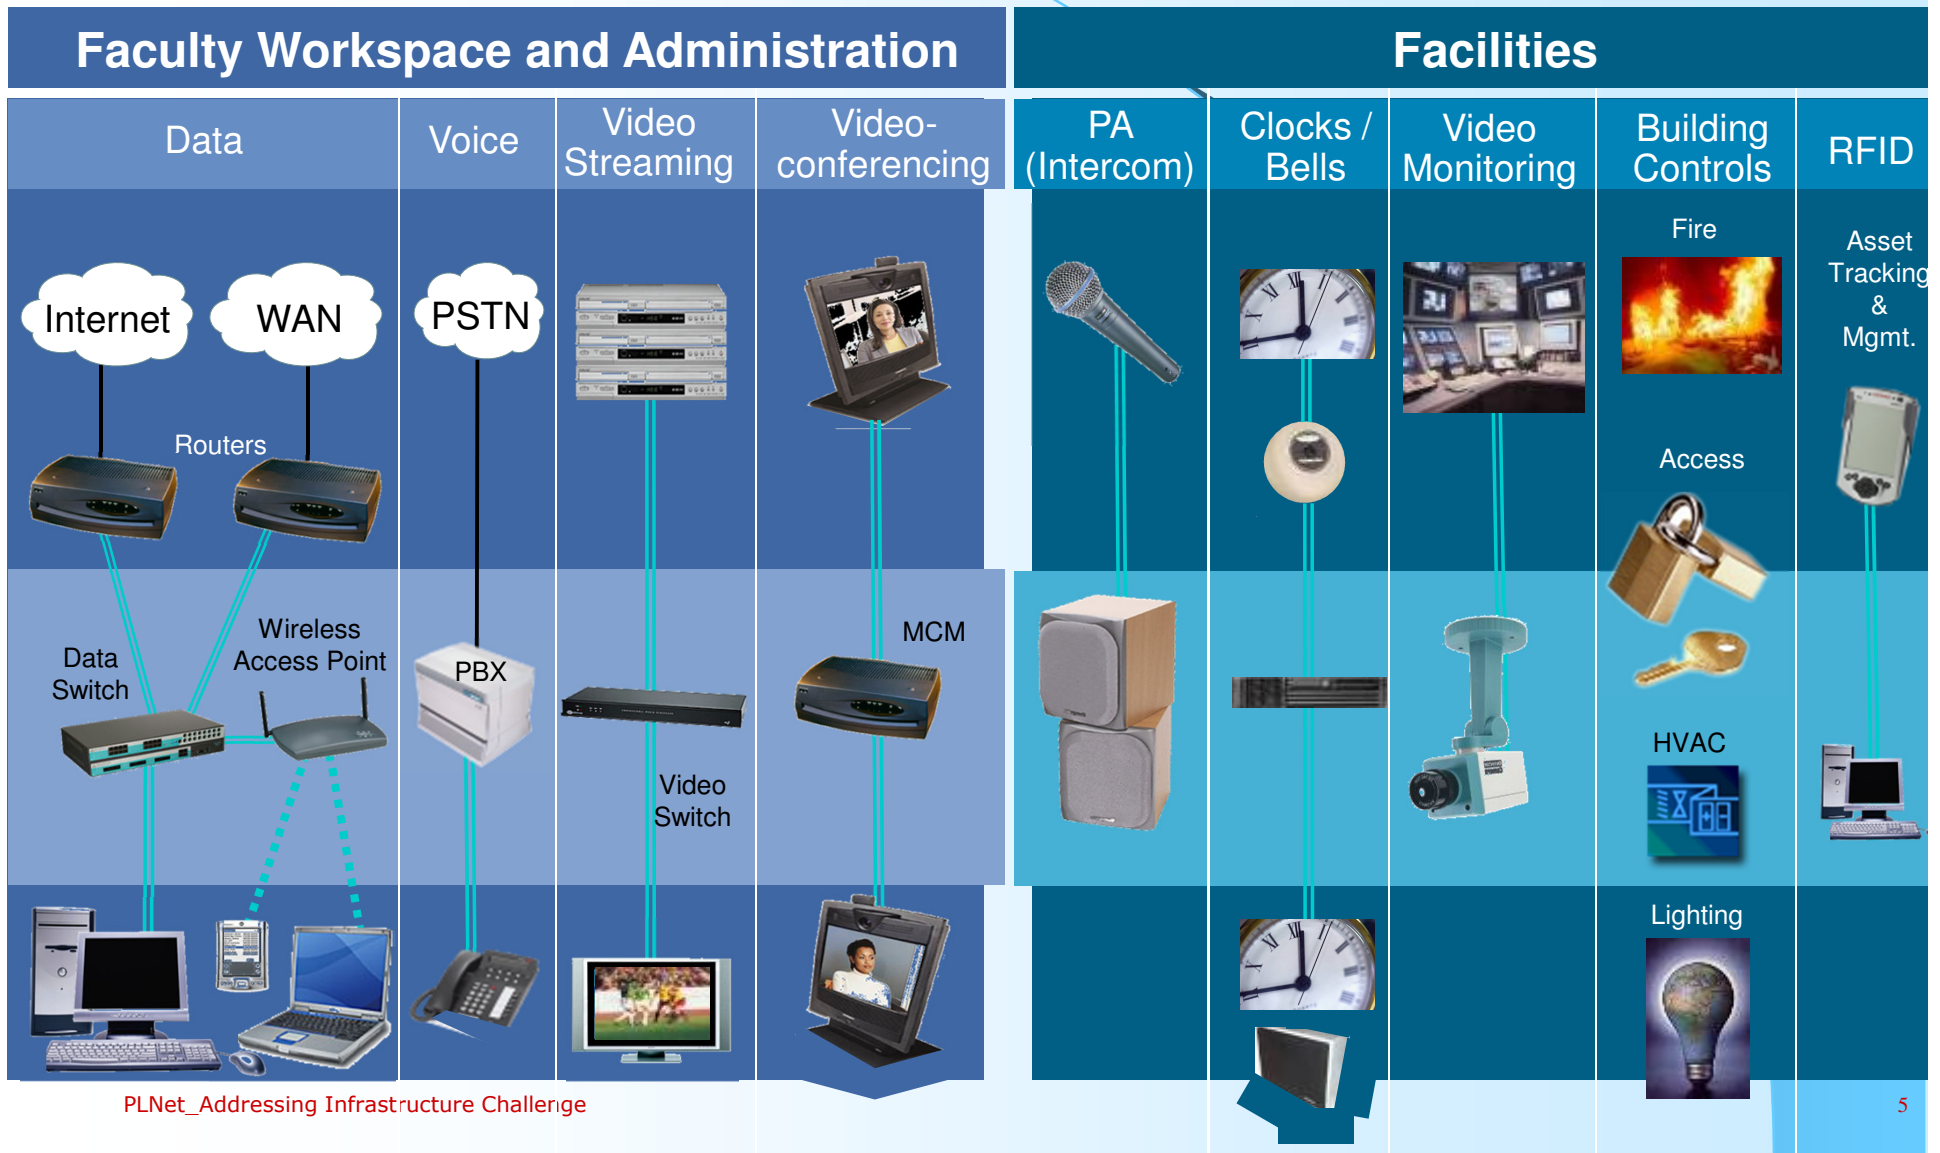 Faculty Workspace and Administration
Facilities
Data
Voice
Video
Streaming
Video-
conferencing
PA
(Intercom)
Clocks /
Bells
Video
Monitoring
Building
Controls
RFID
Internet
WAN
Routers
Data
Switch
Wireless
Access Point
PSTN
PBX
Video
Switch
MCM
Fire
Access
HVAC
Lighting
Asset
Tracking
&
Mgmt.
PLNet_Addressing Infrastructure Challenge
5